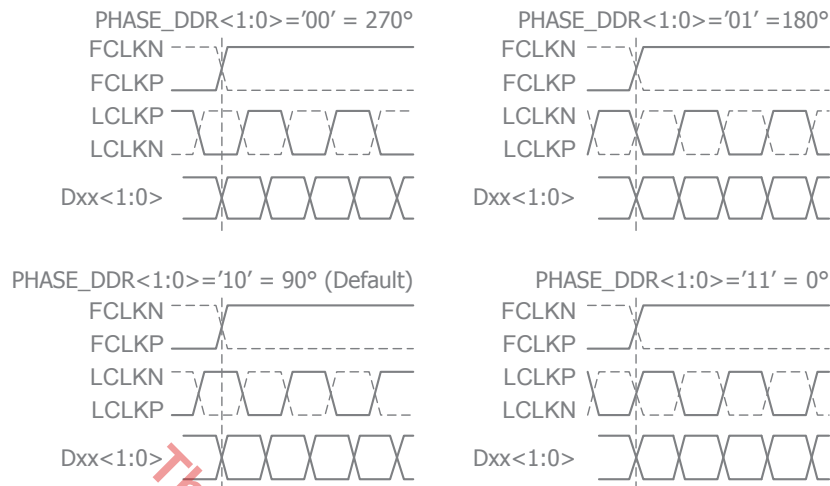 PHASE_DDR<1:0>='00' = 270°
FCLKN
FCLKP
LCLKP
LCLKN
Dxx<1:0>
PHASE_DDR<1:0>='01' =180°
FCLKN
FCLKP
LCLKN
LCLKP
Dxx<1:0>
PHASE_DDR<1:0>='10' = 90° (Default)
FCLKN
FCLKP
LCLKN
LCLKP
Dxx<1:0>
PHASE_DDR<1:0>='11' = 0°
FCLKN
FCLKP
LCLKP
LCLKN
Dxx<1:0>